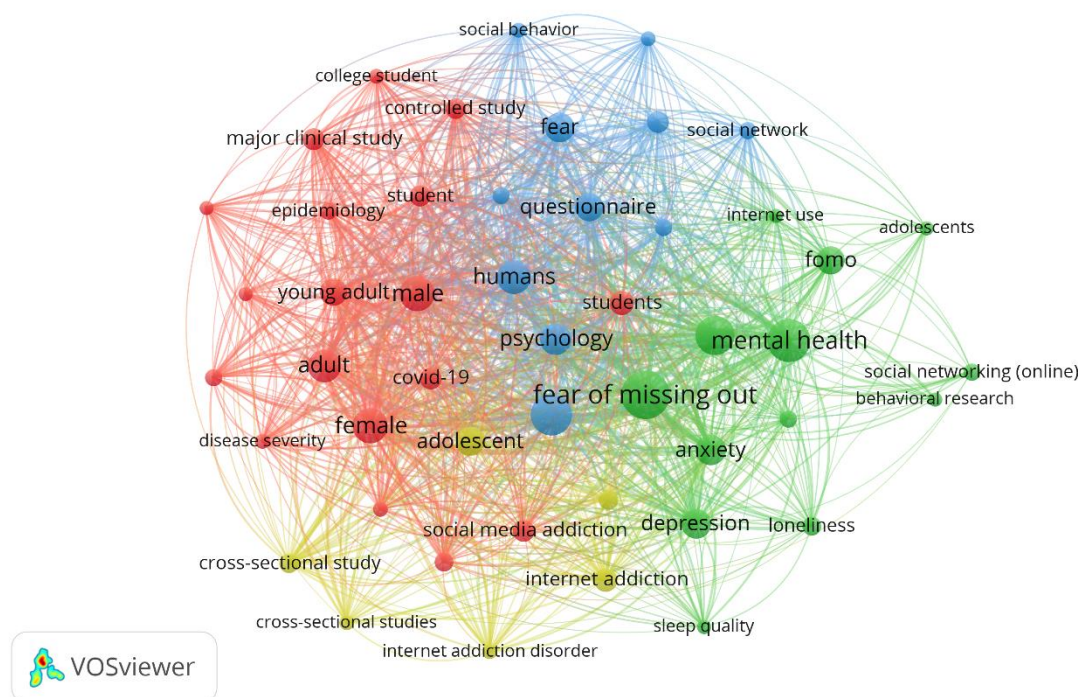 social behavior
college student
controlled study
fear
social network
major clinical study
student
questionnaire
epidemiology
internet use
adolescents
fomo
humans
young adult
male
students
psychology
mental health
adult
covid-19
social networking (online)
fear of missing out
behavioral research
female
adolescent
disease severity
anxiety
depression
loneliness
social media addiction
cross-sectional study
internet addiction
cross-sectional studies
sleep quality
internet addiction disorder
VOSviewer